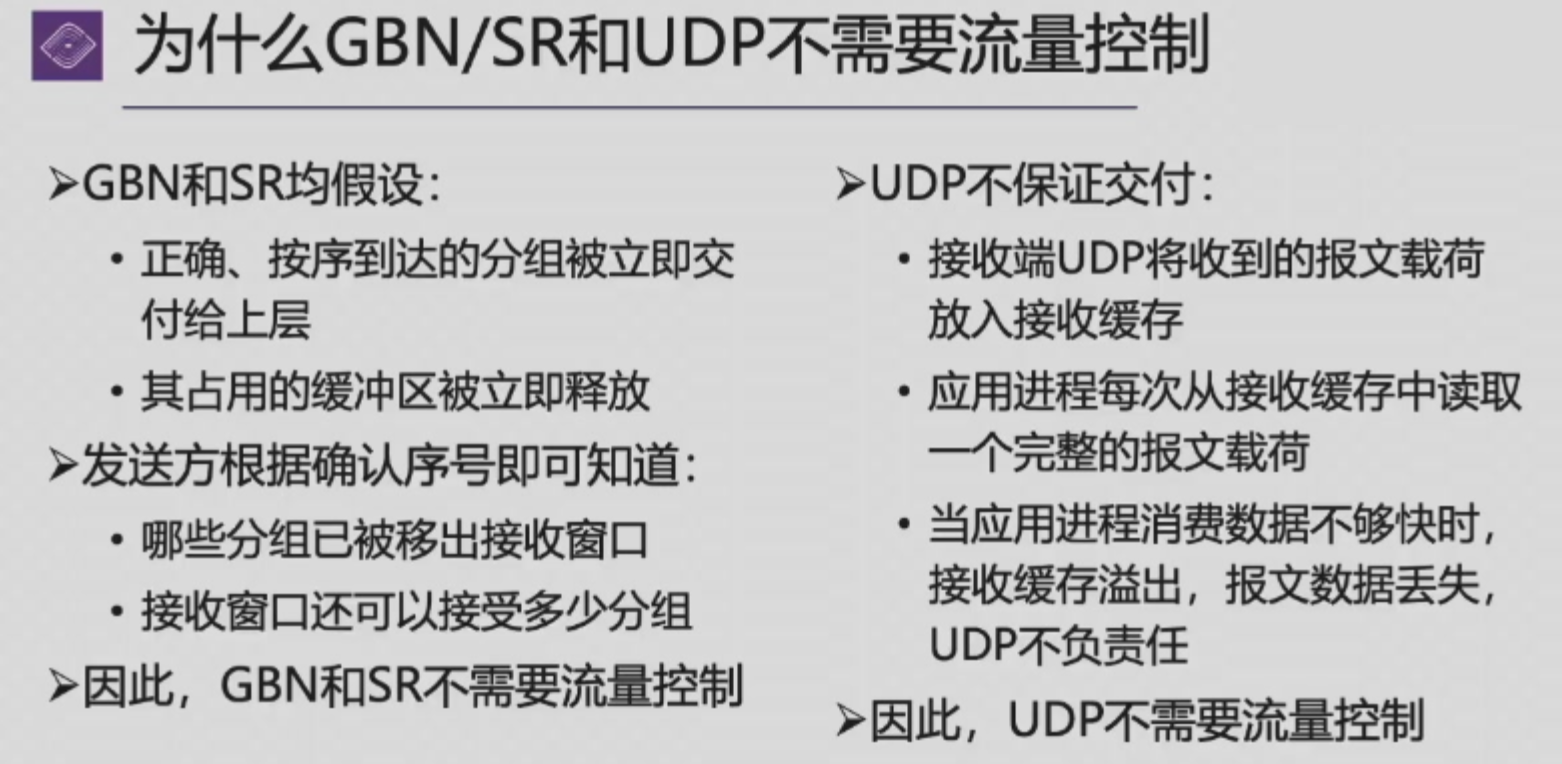 为什么GBN/SR和UDP不需要流量控制
➢GBN和SR均假设：
• 正确、按序到达的分组被立即交
付给上层
• 其占用的缓冲区被立即释放
➢发送方根据确认序号即可知道：
• 哪些分组已被移出接收窗口
• 接收窗口还可以接受多少分组
➢因此，GBN和SR不需要流量控制
➢UDP不保证交付：
• 接收端UDP将收到的报文载荷
放入接收缓存
• 应用进程每次从接收缓存中读取
一个完整的报文载荷
• 当应用进程消费数据不够快时，
接收缓存溢出，报文数据丢失，
UDP不负责任
➢因此，UDP不需要流量控制